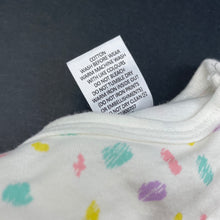 COTTON
WASH BEFORE WEAR
WARM MACHINE WASH
WITH LIKE COLOURS
DO NOT BLEACH
DO NOT TUMBLE DRY
WARM IRON INSIDE OUT
DO NOT IRON PRINTS
OR EMBELLISHMENTS)
DO NOT DRY CLEAN